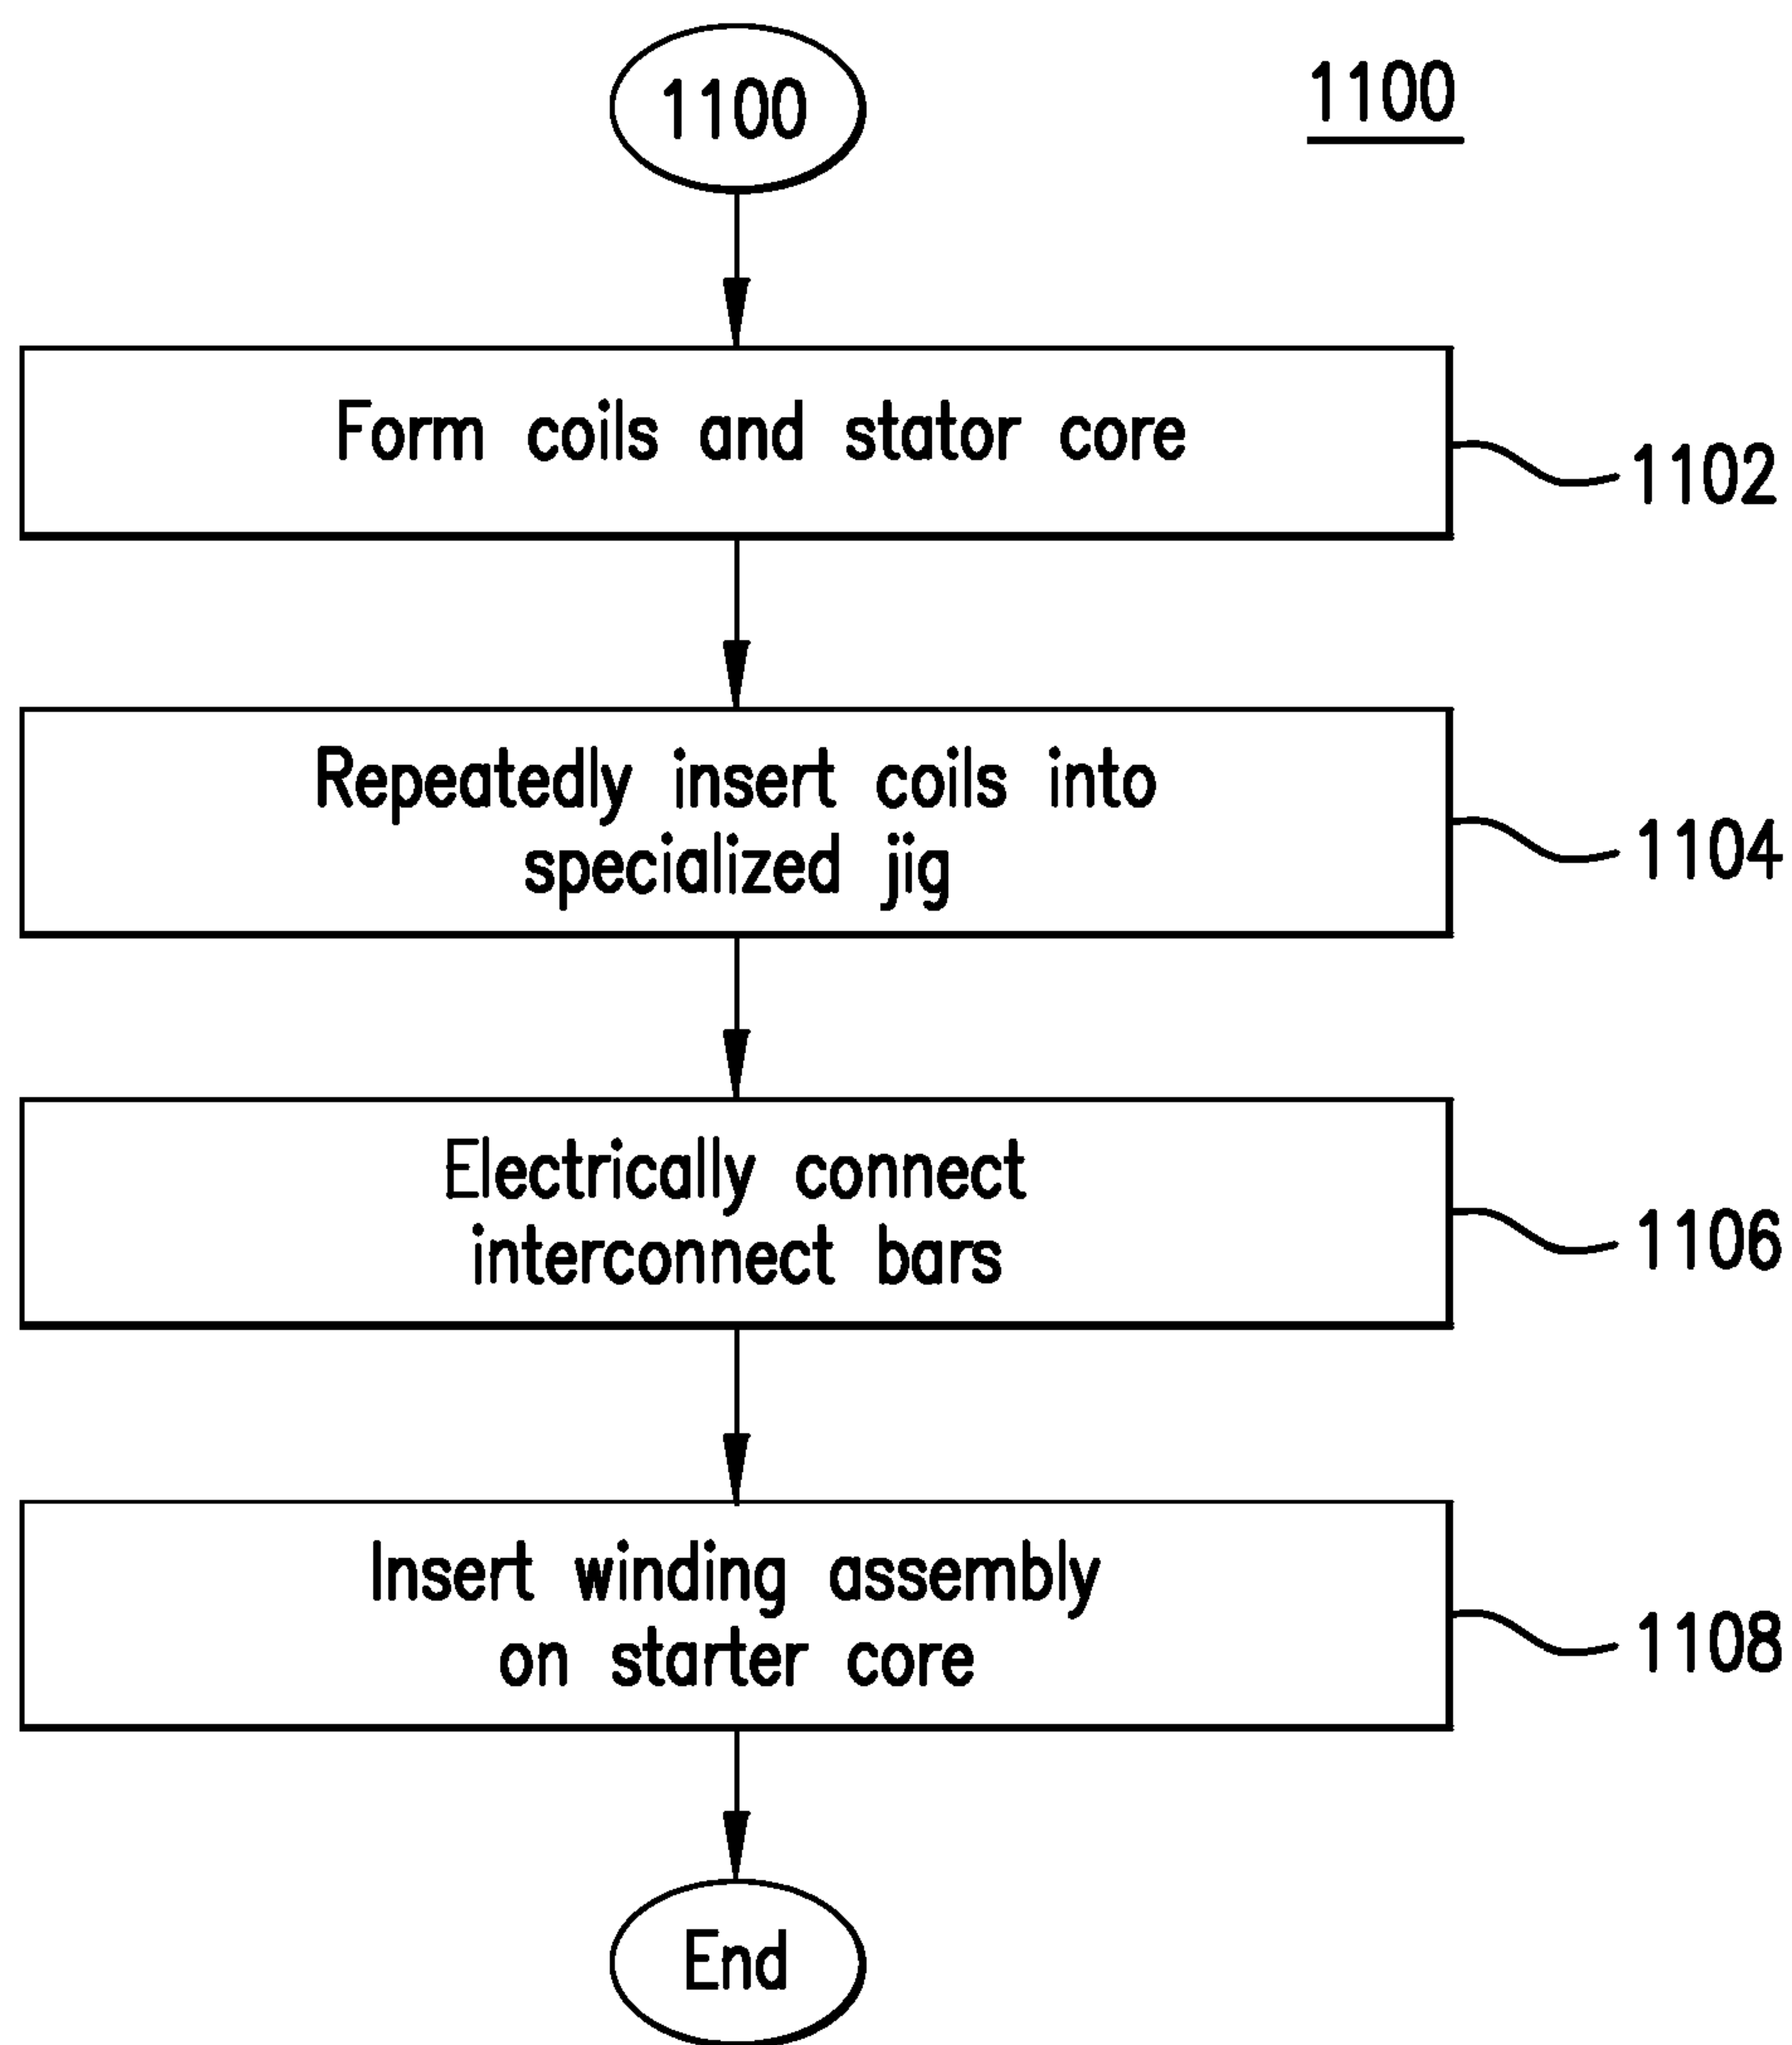 1100
1100
Form coils and stator core
1102
Repeatedly insert coils into
specialized jig
1104
Electrically connect
interconnect bars
1106
Insert winding assembly
on starter core
1108
End